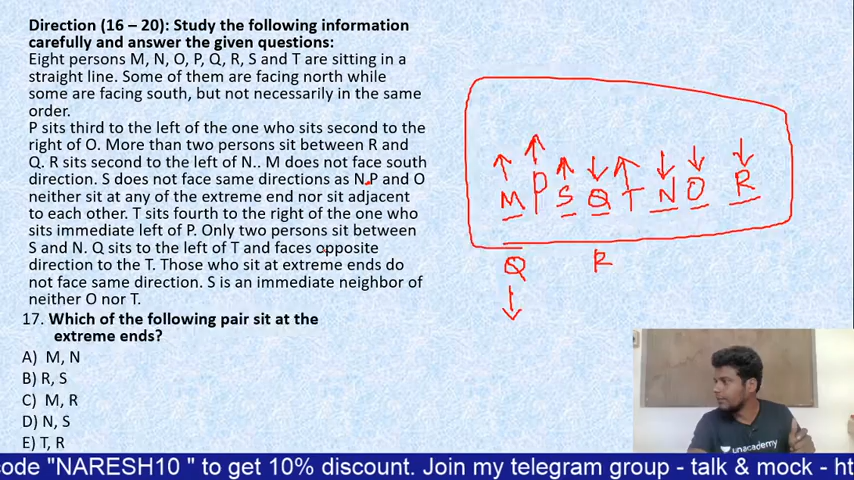 Direction (16 – 20): Study the following information
carefully and answer the given questions:
Eight persons M, N, O, P, Q, R, S and T are sitting in a
straight line. Some of them are facing north while
some are facing south, but not necessarily in the same
order.
P sits third to the left of the one who sits second to the
right of O. More than two persons sit between R and
Q. R sits second to the left of N.. M does not face south
direction. S does not face same directions as N.P and O
neither sit at any of the extreme end nor sit adjacent
to each other. T sits fourth to the right of the one who
sits immediate left of P. Only two persons sit between
S and N. Q sits to the left of T and faces opposite
direction to the T. Those who sit at extreme ends do
not face same direction. S is an immediate neighbor of
neither O nor T.
17. Which of the following pair sit at the
extreme ends?
A) M, N
B) R, S
C) M, R
D) N, S
E) T, R
M P S Q T N O R
Q R
unacademy
code "NARESH10 " to get 10% discount. Join my telegram group - talk & mock - ht